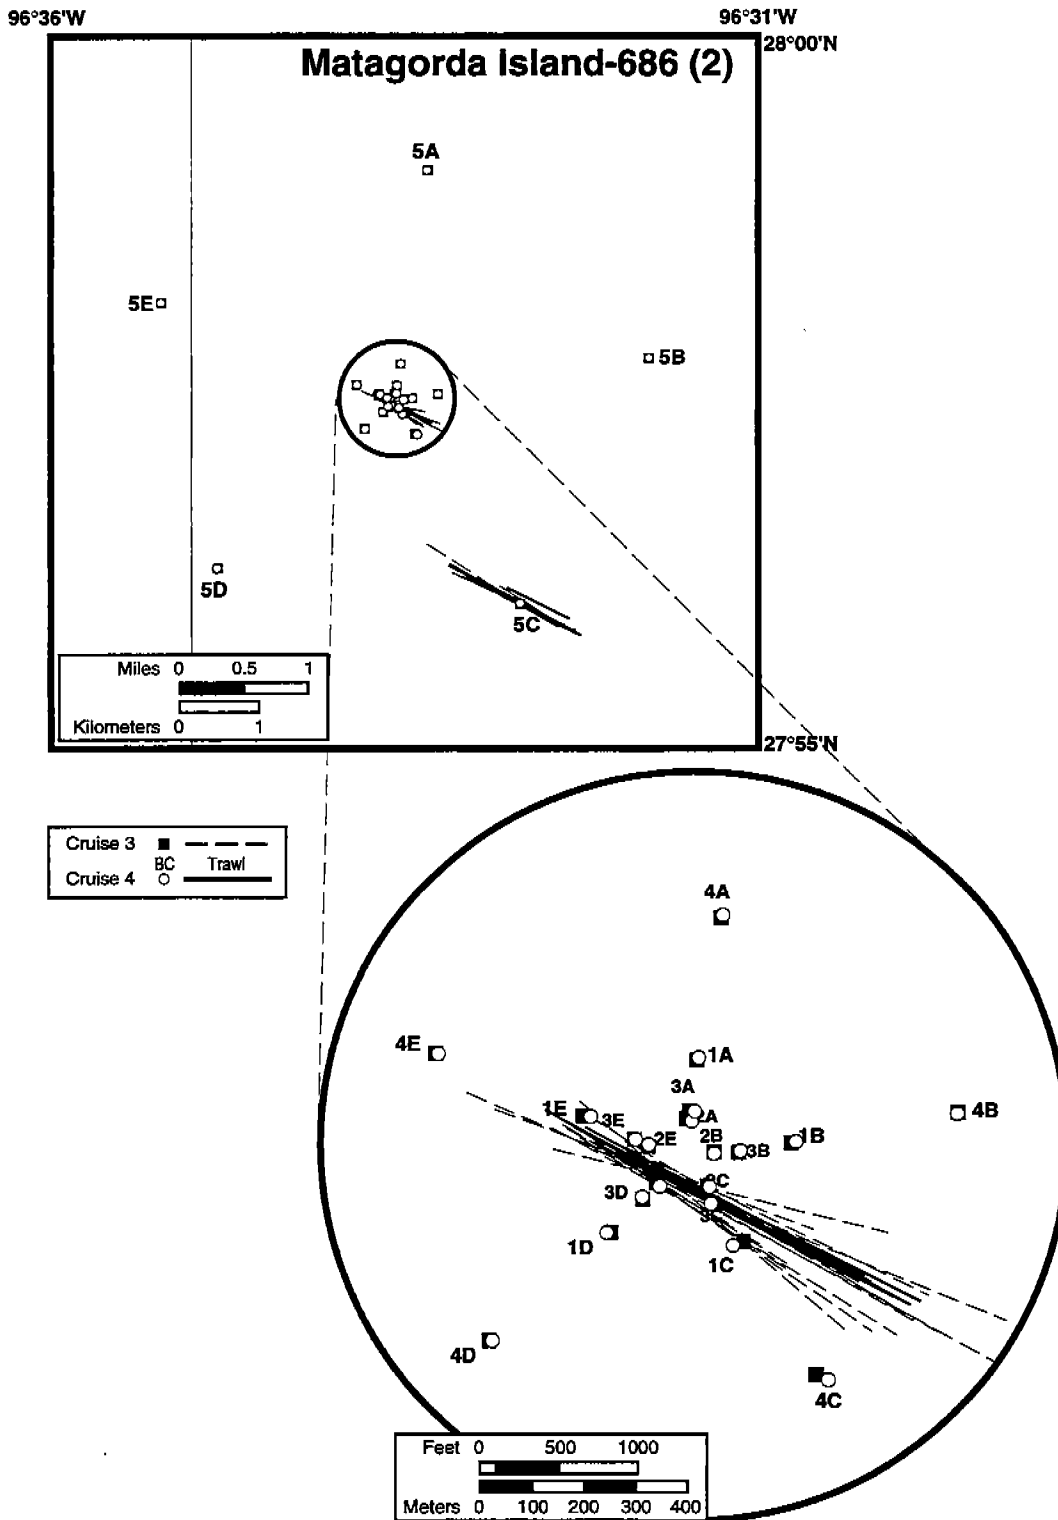 96°36'W
96°31'W
28°00'N
Matagorda Island-686 (2)
5A
5E
5B
5D
5C
Miles 0 0.5 1
Kilometers 0 1
27°55'N
Cruise 3
BC Trawl
Cruise 4
4A
4E
1A
3A
1E
3E
2A
4B
2E
2B
3B
1B
3D
1D
1C
4D
4C
Feet 0 500 1000
Meters 0 100 200 300 400